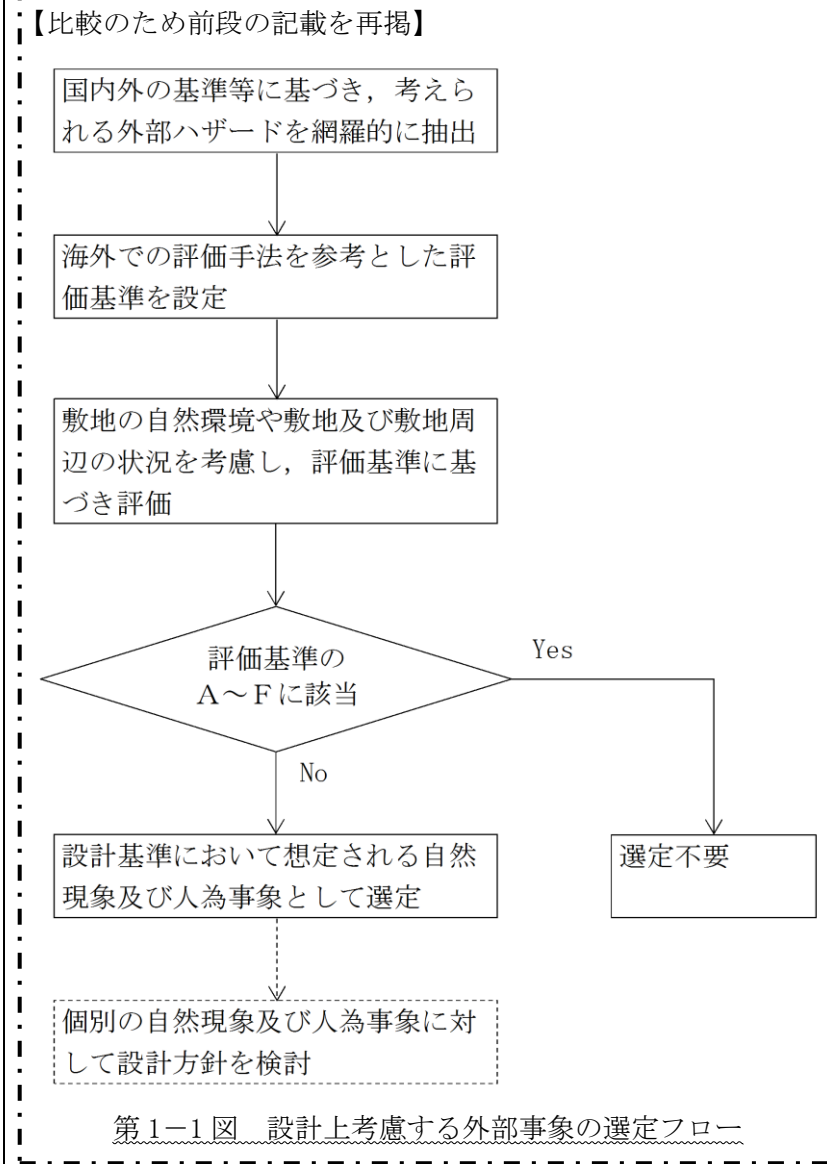 【比較のため前段の記載を再掲】
国内外の基準等に基づき，考えら
れる外部ハザードを網羅的に抽出
海外での評価手法を参考とした評
価基準を設定
敷地の自然環境や敷地及び敷地周
辺の状況を考慮し，評価基準に基
づき評価
評価基準の
Ａ～Ｆに該当
Yes
No
設計基準において想定される自然
現象及び人為事象として選定
選定不要
個別の自然現象及び人為事象に対
して設計方針を検討
第 1－1 図　設計上考慮する外部事象の選定フロー